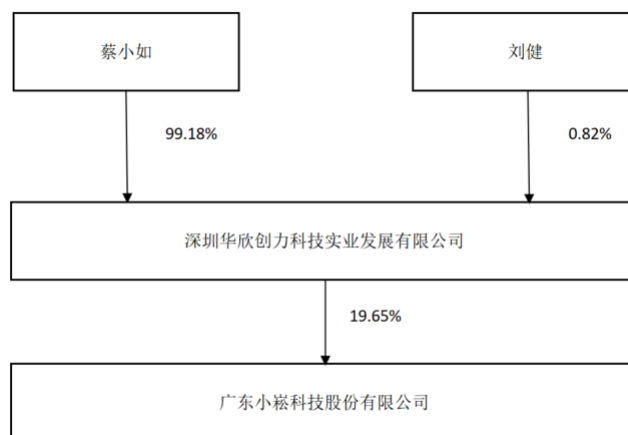 蔡小如
刘健
99.18%
0.82%
深圳华欣创力科技实业发展有限公司
19.65%
广东小崧科技股份有限公司